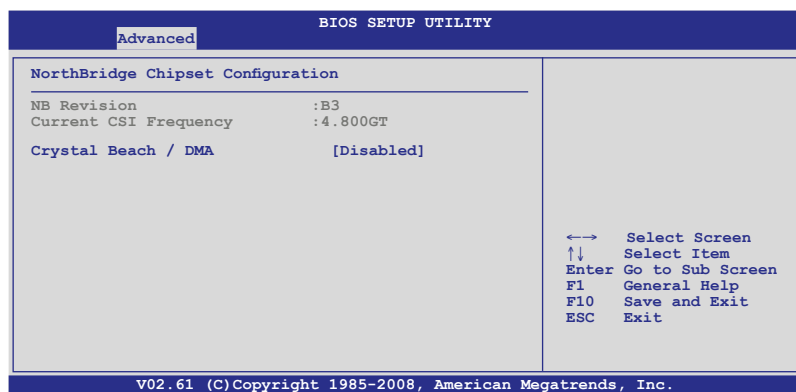 BIOS SETUP UTILITY
Advanced
NorthBridge Chipset Configuration
NB Revision :B3
Current CSI Frequency :4.800GT
Crystal Beach / DMA [Disabled]
←→ Select Screen
↑↓ Select Item
Enter Go to Sub Screen
F1 General Help
F10 Save and Exit
ESC Exit
V02.61 (C)Copyright 1985-2008, American Megatrends, Inc.